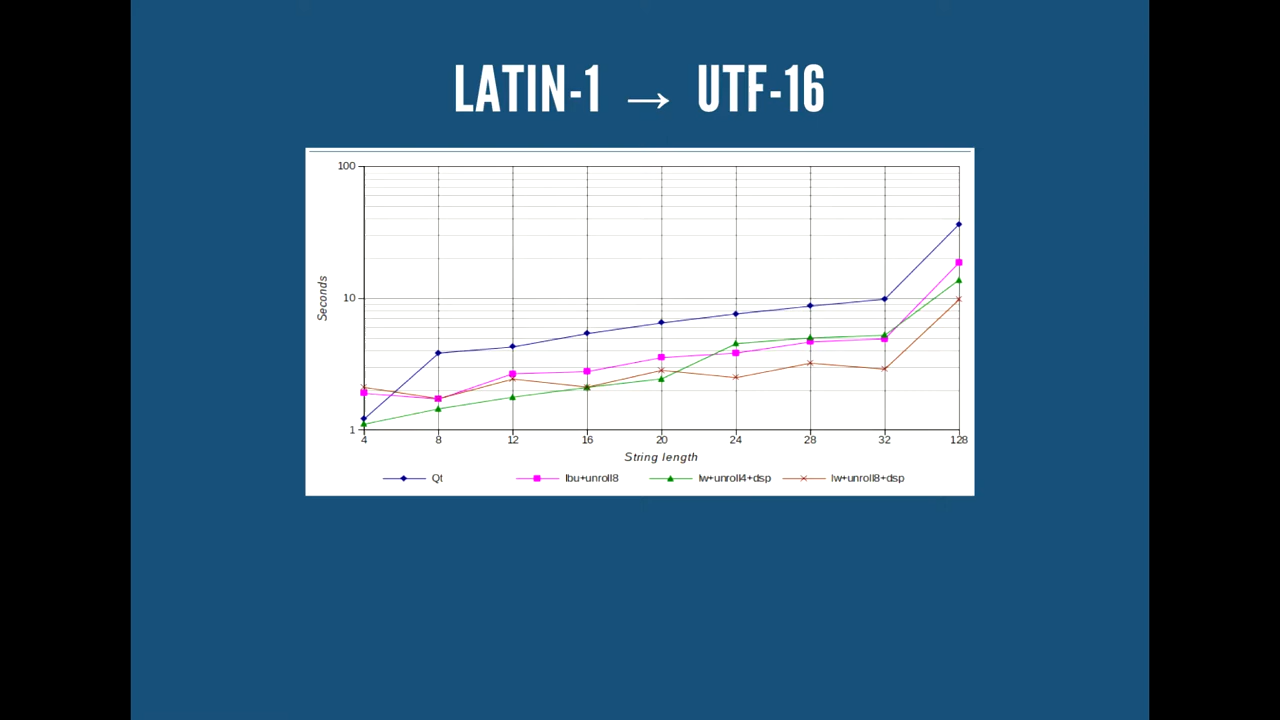 LATIN-1 → UTF-16
100
10
1
Seconds
4 8 12 16 20 24 28 32 128
String length
Qt lbu+unroll8 lw+unroll4+dsp lw+unroll8+dsp